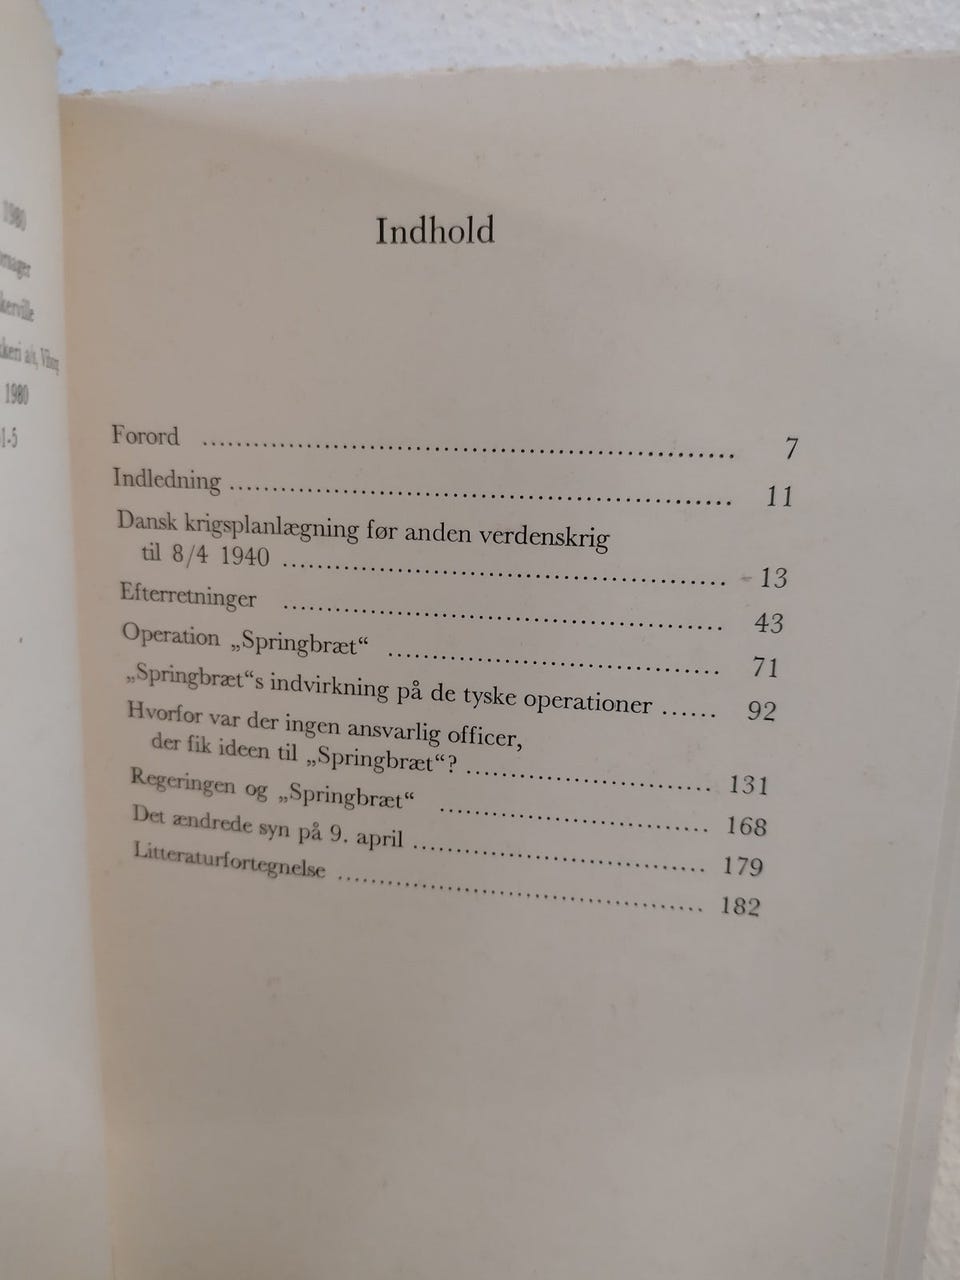 1980
1980
Indhold
Forord ........ 7
Indledning ........ 11
Dansk krigsplanlægning før anden verdenskrig
til 8/4 1940 ........ 13
Efterretninger ........ 43
Operation „Springbræt“ ........ 71
„Springbræt“s indvirkning på de tyske operationer ...... 92
Hvorfor var der ingen ansvarlig officer,
der fik ideen til „Springbræt“? ........ 131
Regeringen og „Springbræt“ ........ 168
Det ændrede syn på 9. april ........ 179
Litteraturfortegnelse ........ 182